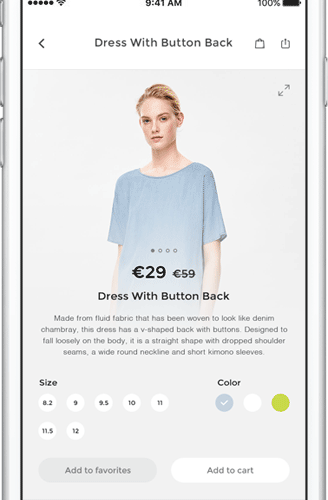 9:41 AM
100%
Dress With Button Back
€29 €59
Dress With Button Back
Made from fluid fabric that has been woven to look like denim
chambray, this dress has a v-shaped back with buttons. Designed to
fall loosely on the body, it is a straight shape with dropped shoulder
seams, a wide round neckline and short kimono sleeves.
Size
Color
8.2 9 9.5 10 11
11.5 12
Add to favorites
Add to cart